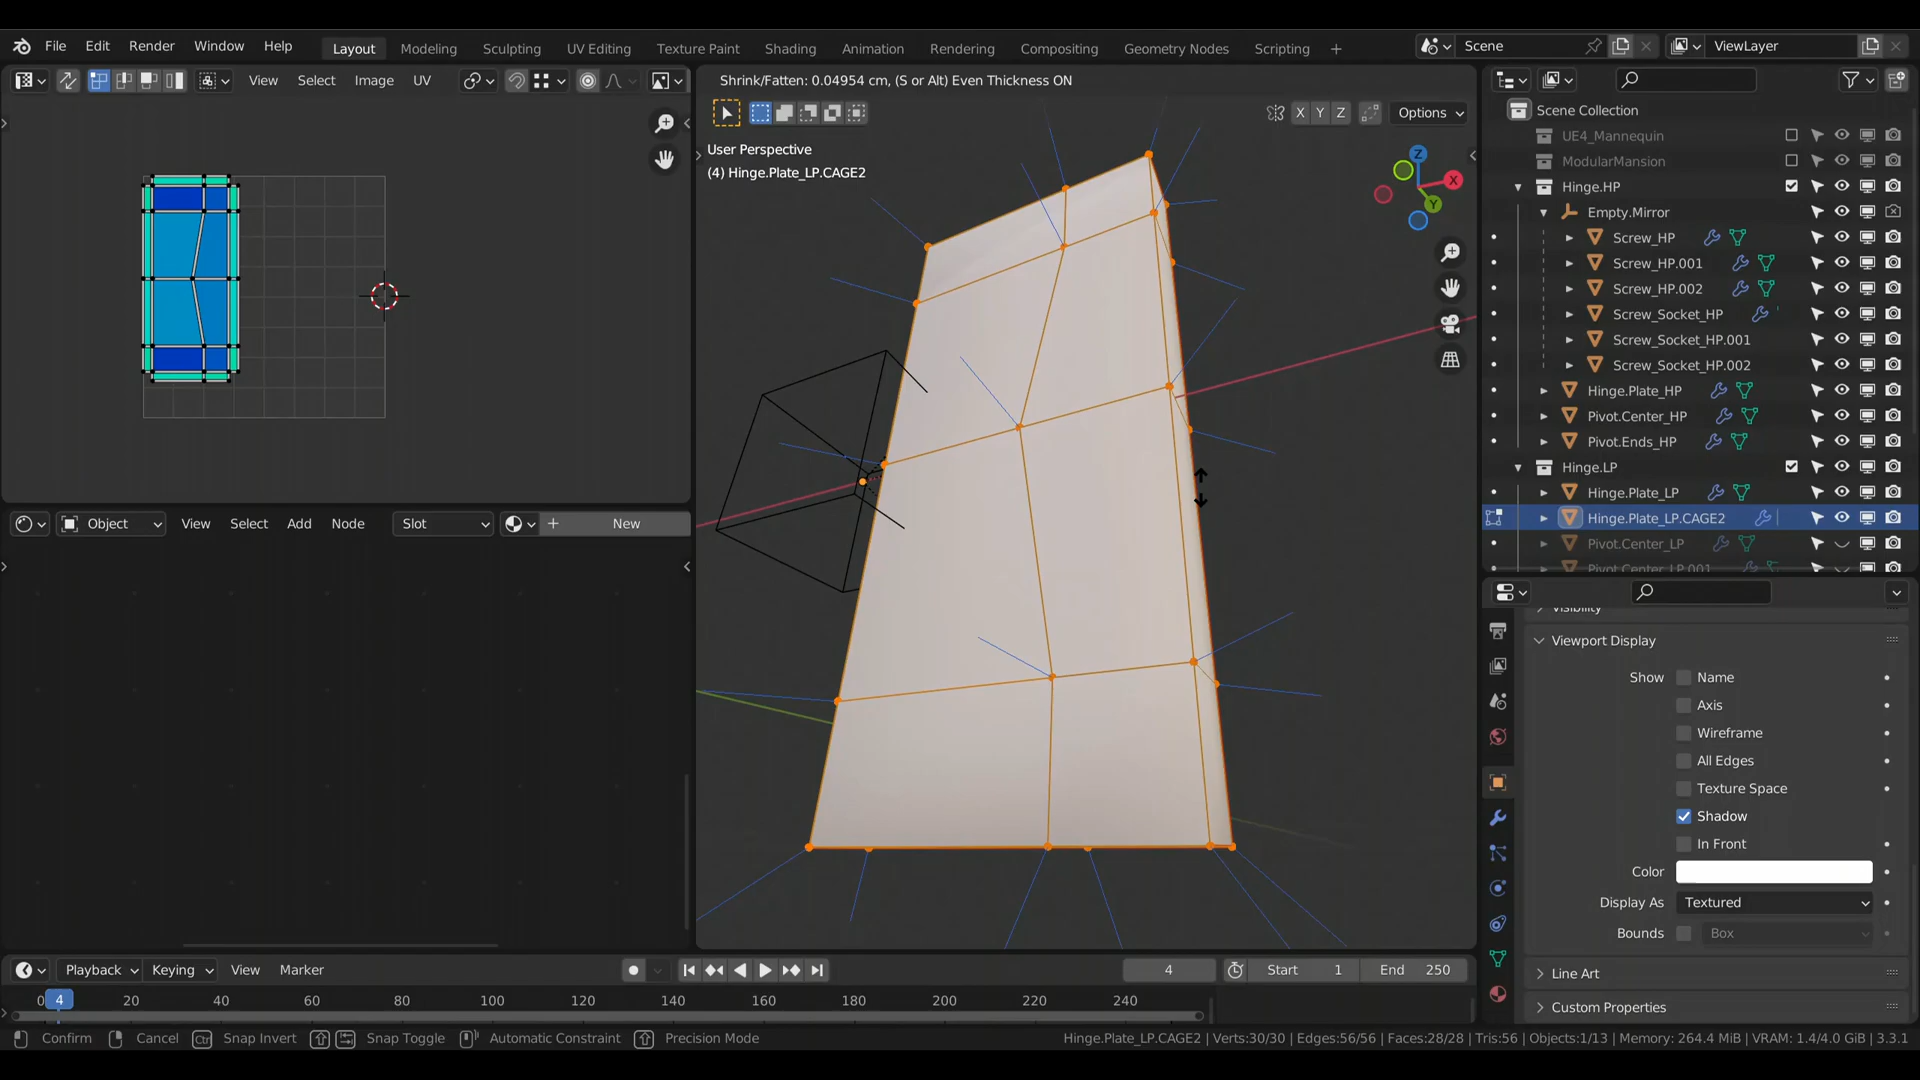 File Edit Render Window Help Layout Modeling Sculpting UV Editing Texture Paint Shading Animation Rendering Compositing Geometry Nodes Scripting + Scene ViewLayer
View Select Image UV
Shrink/Fatten: 0.04954 cm, (S or Alt) Even Thickness ON
X Y Z Options
User Perspective
(4) Hinge.Plate_LP.CAGE2
Z
X
Y
Scene Collection
UE4_Mannequin
ModularMansion
Hinge.HP
Empty.Mirror
Screw_HP
Screw_HP.001
Screw_HP.002
Screw_Socket_HP
Screw_Socket_HP.001
Screw_Socket_HP.002
Hinge.Plate_HP
Pivot.Center_HP
Pivot.Ends_HP
Hinge.LP
Hinge.Plate_LP
Hinge.Plate_LP.CAGE2
Pivot.Center_LP
Pivot.Center_LP.001
Object View Select Add Node Slot New
Visibility
Viewport Display
Show Name
Axis
Wireframe
All Edges
Texture Space
Shadow
In Front
Color
Display As Textured
Bounds Box
Line Art
Custom Properties
Playback Keying View Marker 4 Start 1 End 250
0 4 20 40 60 80 100 120 140 160 180 200 220 240
Confirm Cancel Ctrl Snap Invert Snap Toggle Automatic Constraint Precision Mode Hinge.Plate_LP.CAGE2 | Verts:30/30 | Edges:56/56 | Faces:28/28 | Tris:56 | Objects:1/13 | Memory: 264.4 MiB | VRAM: 1.4/4.0 GiB | 3.3.1